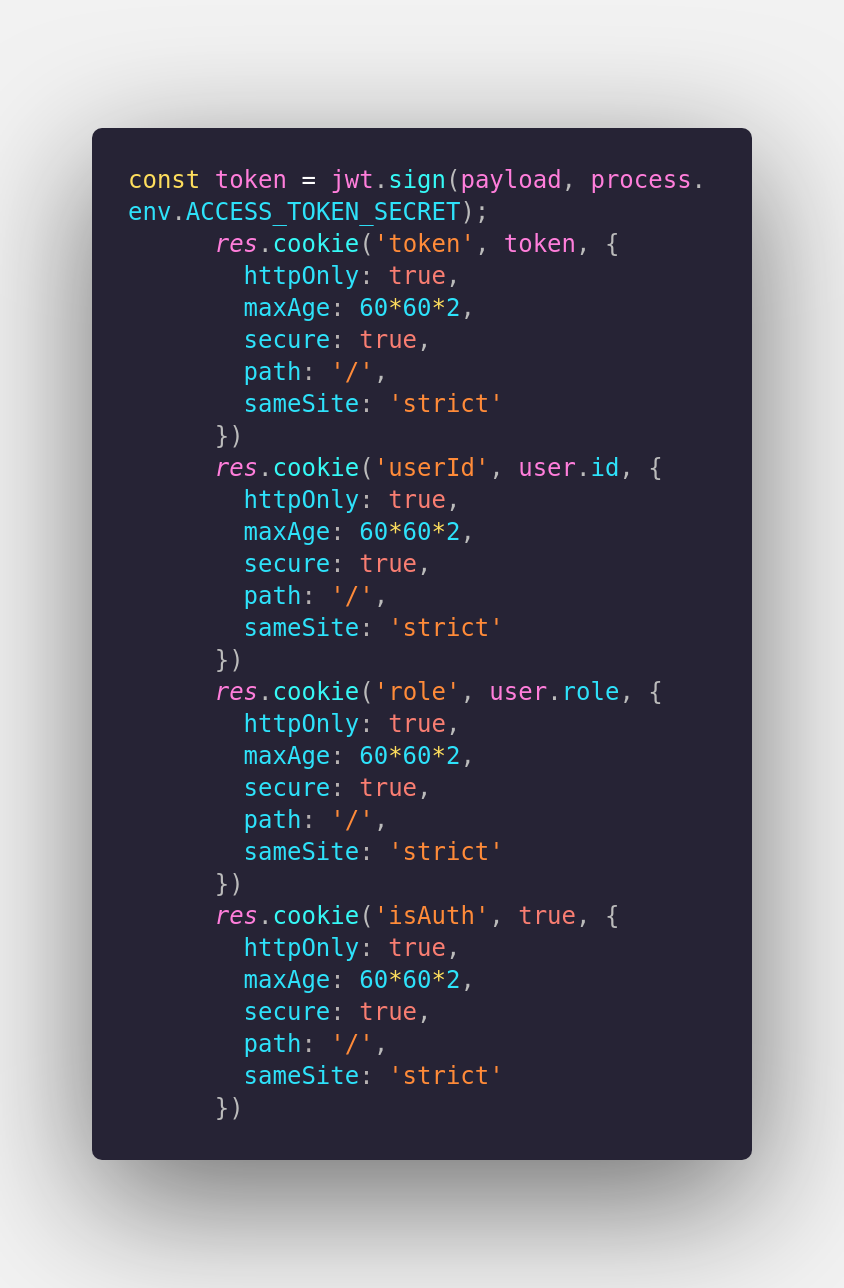 const token = jwt.sign(payload, process.
env.ACCESS_TOKEN_SECRET);
      res.cookie('token', token, {
        httpOnly: true,
        maxAge: 60*60*2,
        secure: true,
        path: '/',
        sameSite: 'strict'
      })
      res.cookie('userId', user.id, {
        httpOnly: true,
        maxAge: 60*60*2,
        secure: true,
        path: '/',
        sameSite: 'strict'
      })
      res.cookie('role', user.role, {
        httpOnly: true,
        maxAge: 60*60*2,
        secure: true,
        path: '/',
        sameSite: 'strict'
      })
      res.cookie('isAuth', true, {
        httpOnly: true,
        maxAge: 60*60*2,
        secure: true,
        path: '/',
        sameSite: 'strict'
      })